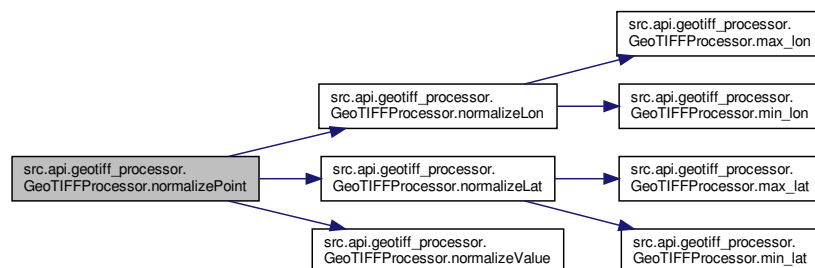 src.api.geotiff_processor.
GeoTIFFProcessor.max_lon
src.api.geotiff_processor.
GeoTIFFProcessor.normalizeLon
src.api.geotiff_processor.
GeoTIFFProcessor.min_lon
src.api.geotiff_processor.
GeoTIFFProcessor.normalizePoint
src.api.geotiff_processor.
GeoTIFFProcessor.normalizeLat
src.api.geotiff_processor.
GeoTIFFProcessor.max_lat
src.api.geotiff_processor.
GeoTIFFProcessor.normalizeValue
src.api.geotiff_processor.
GeoTIFFProcessor.min_lat